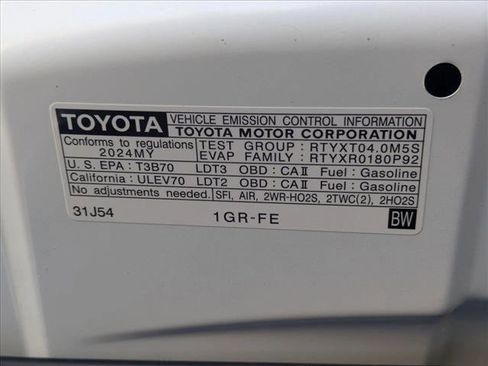 TOYOTA VEHICLE EMISSION CONTROL INFORMATION
TOYOTA MOTOR CORPORATION
Conforms to regulations TEST GROUP : RTYXT04.0M5S
2024MY EVAP FAMILY : RTYXR0180P92
U.S. EPA : T3B70 LDT3 OBD : CAⅡ Fuel : Gasoline
California : ULEV70 LDT2 OBD : CAⅡ Fuel : Gasoline
No adjustments needed. SFI, AIR, 2WR-HO2S, 2TWC(2), 2HO2S
31J54 1GR-FE BW